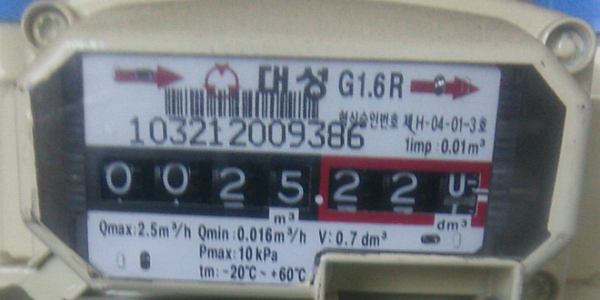 대성 G1.6R
형식승인번호 제H-04-01-3호
103212009386
1imp : 0.01m³
0025.22
m³
dm³
Qmax: 2.5m³/h Qmin: 0.016m³/h V: 0.7 dm³
Pmax: 10 kPa
tm: -20°C ~ +60°C